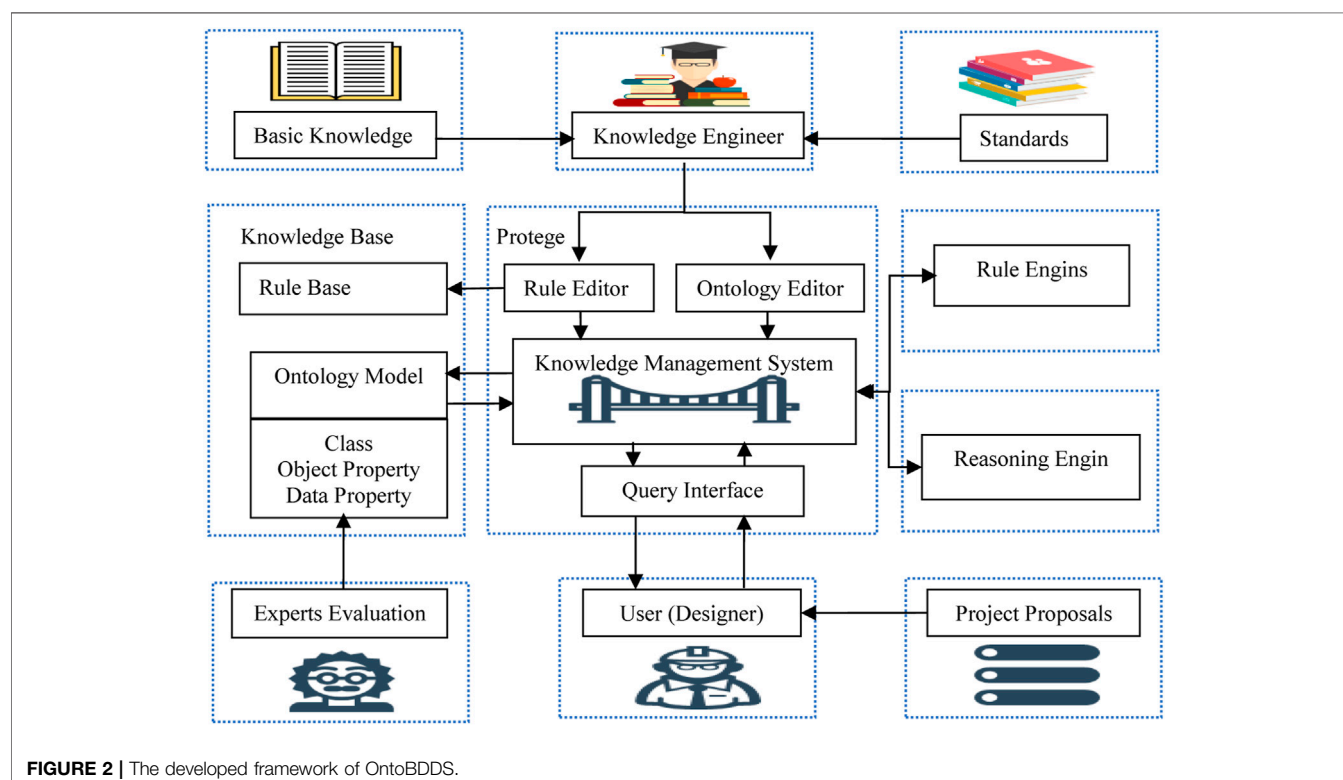 Basic Knowledge
Knowledge Engineer
Standards
Knowledge Base
Protege
Rule Base
Rule Editor
Ontology Editor
Rule Engins
Ontology Model
Knowledge Management System
Class
Object Property
Data Property
Query Interface
Reasoning Engin
Experts Evaluation
User (Designer)
Project Proposals
FIGURE 2 | The developed framework of OntoBDDS.